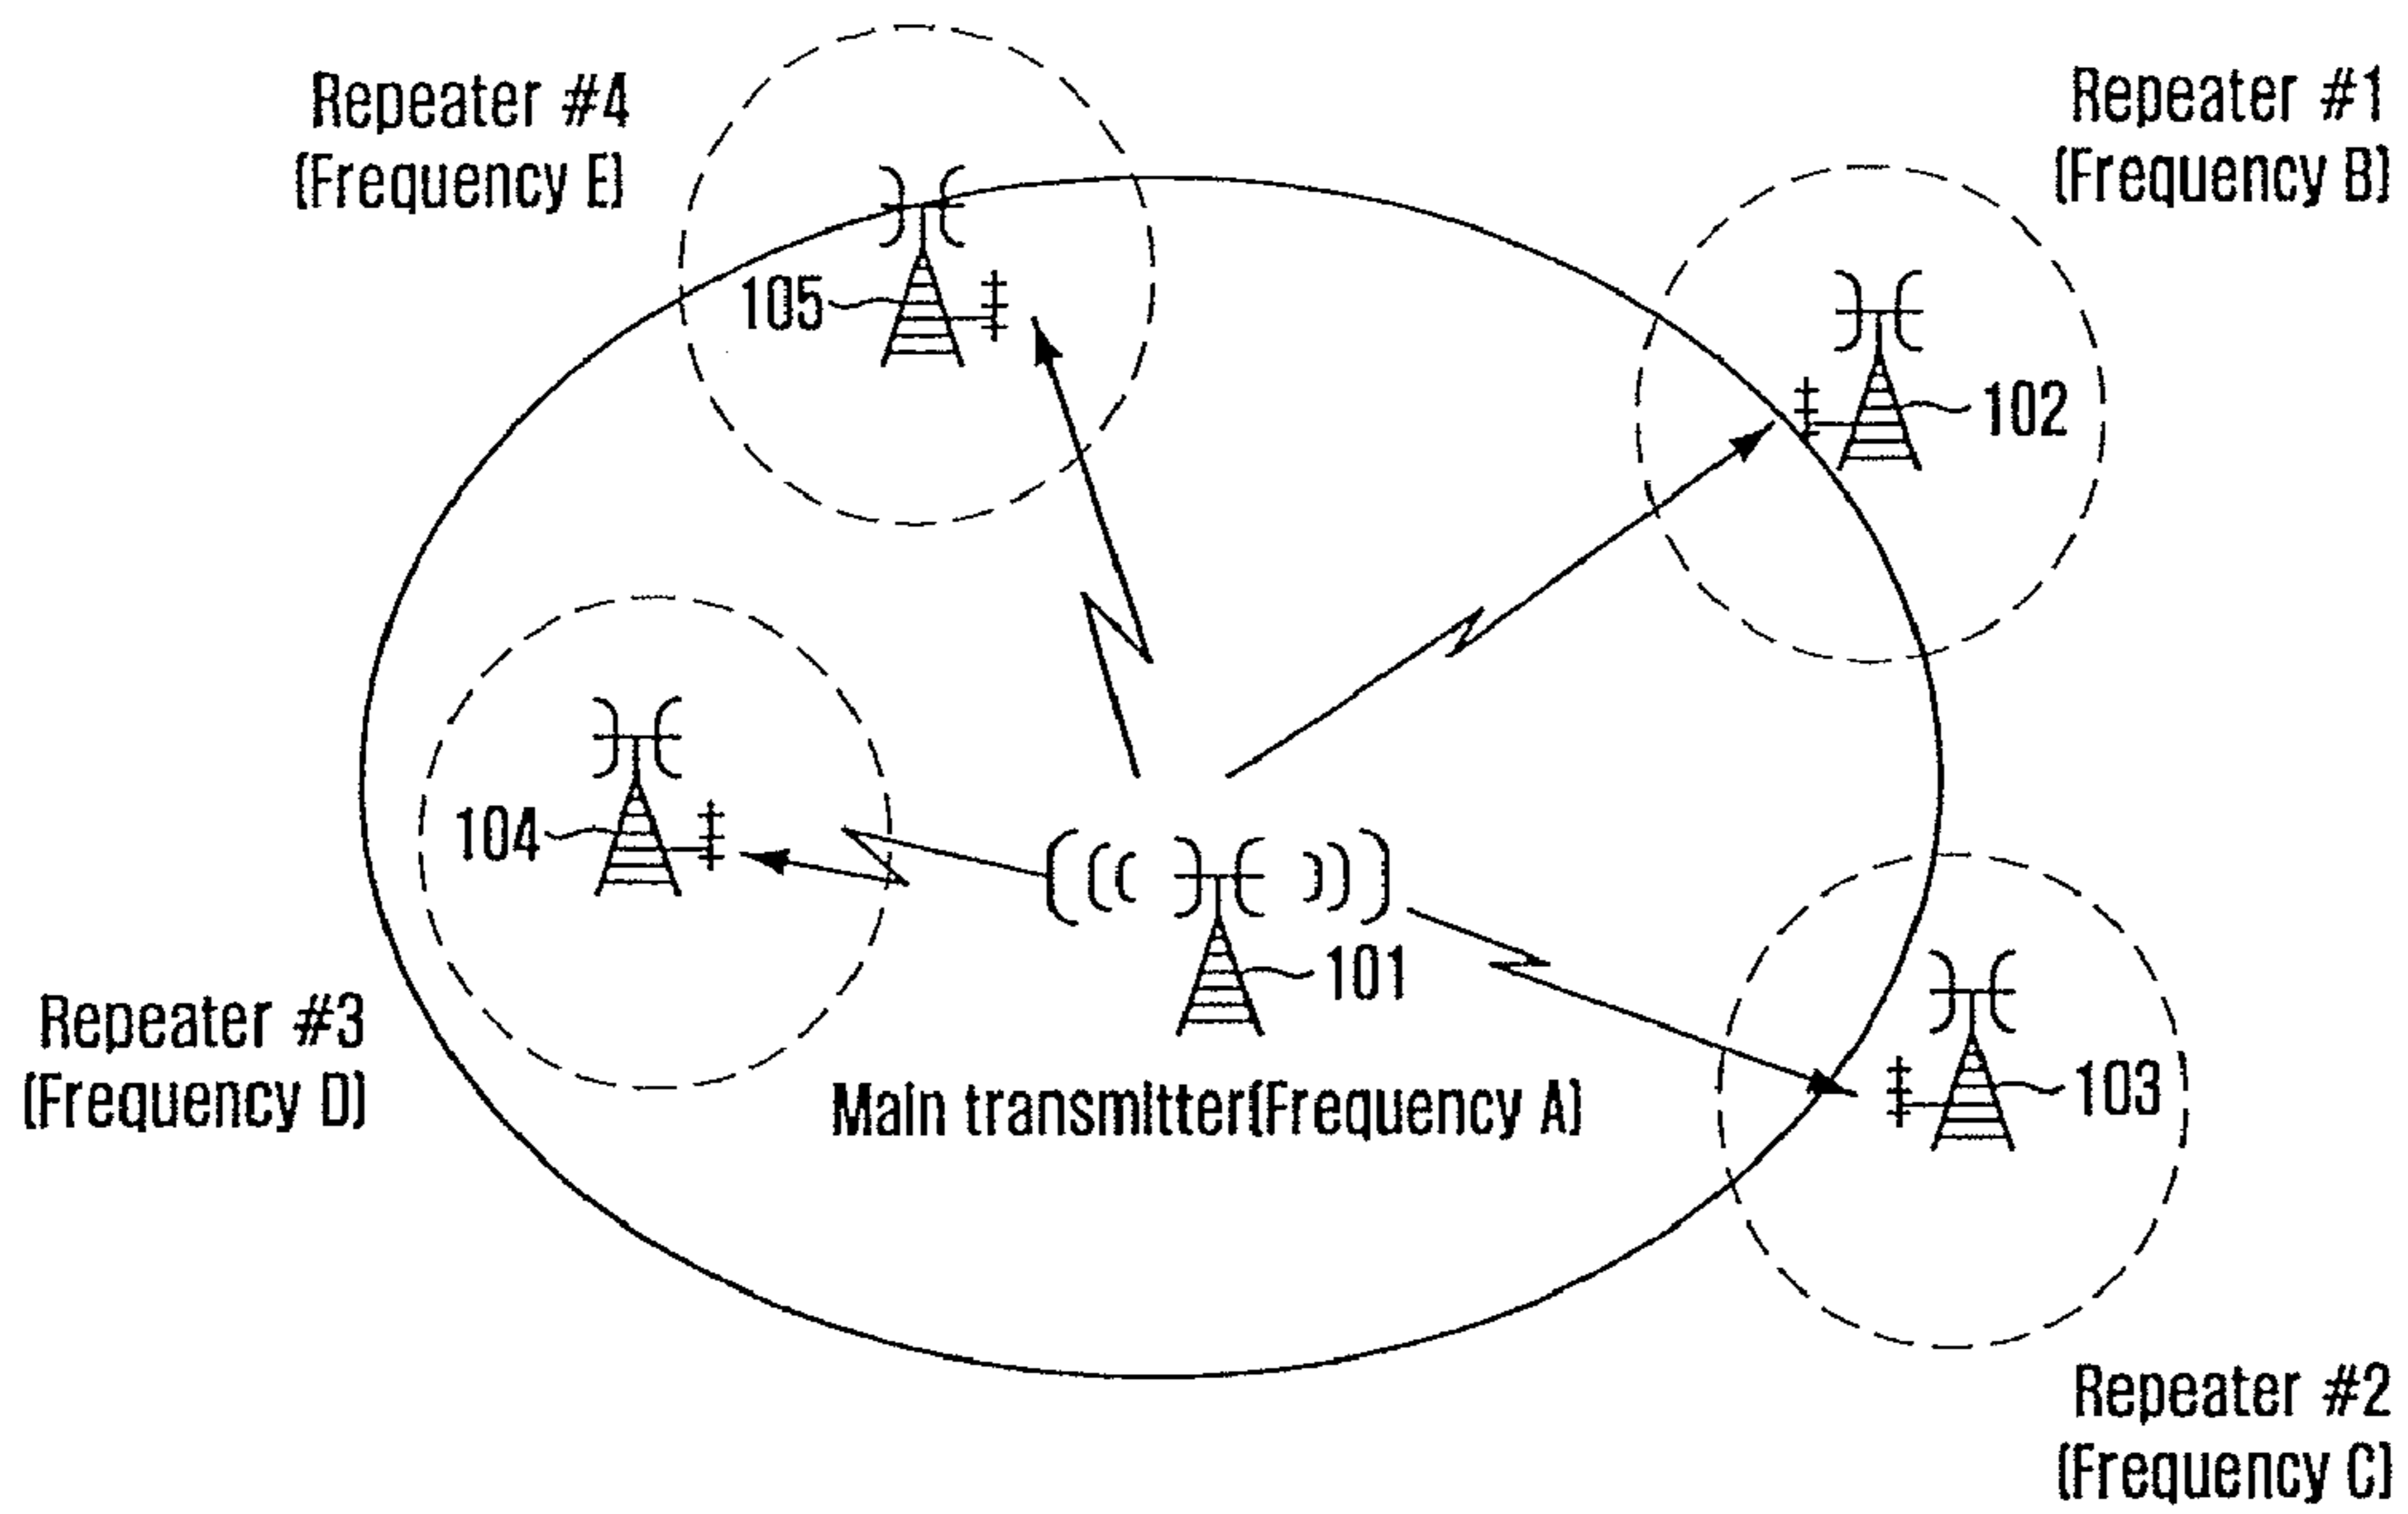 Repeater #4
(Frequency E)
Repeater #1
(Frequency B)
105
102
104
101
Repeater #3
(Frequency D)
Main transmitter(Frequency A)
103
Repeater #2
(Frequency C)